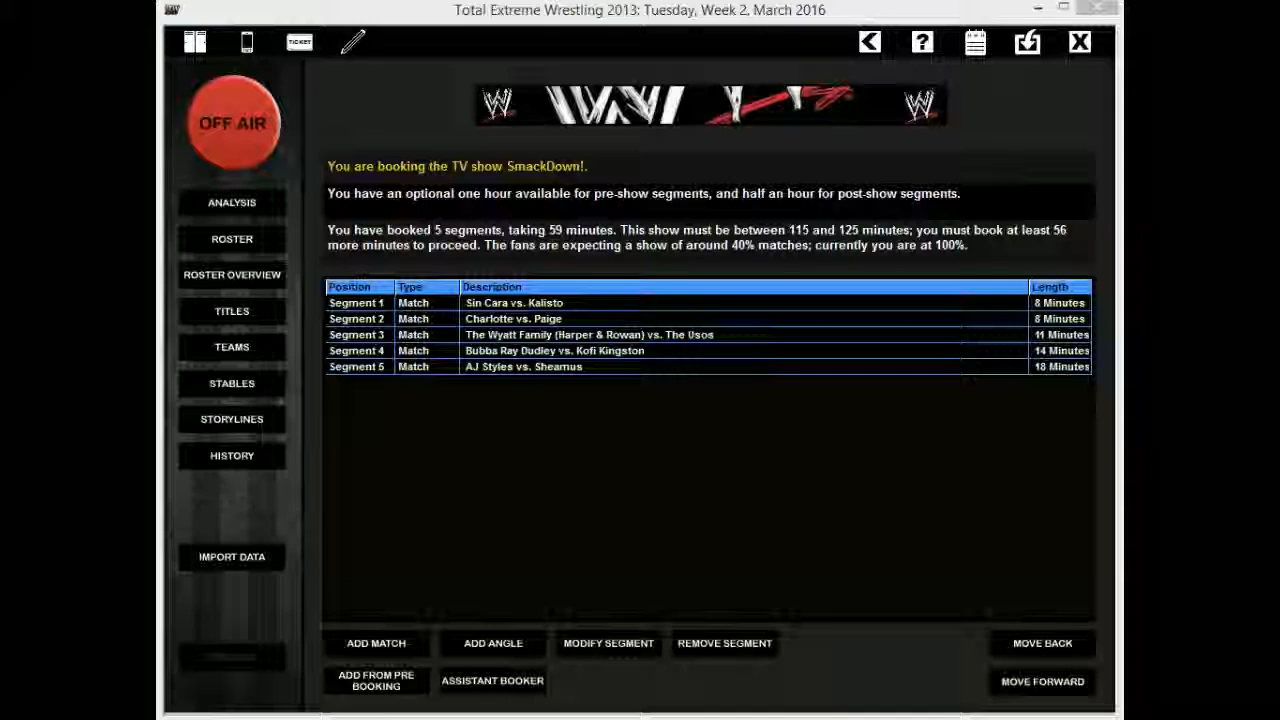 Total Extreme Wrestling 2013: Tuesday, Week 2, March 2016
TICKET
?
X
OFF AIR
W W W
You are booking the TV show SmackDown!.
You have an optional one hour available for pre-show segments, and half an hour for post-show segments.
You have booked 5 segments, taking 59 minutes. This show must be between 115 and 125 minutes; you must book at least 56
more minutes to proceed. The fans are expecting a show of around 40% matches; currently you are at 100%.
ANALYSIS
ROSTER
ROSTER OVERVIEW
TITLES
TEAMS
STABLES
STORYLINES
HISTORY
IMPORT DATA
Position Type Description Length
Segment 1 Match Sin Cara vs. Kalisto 8 Minutes
Segment 2 Match Charlotte vs. Paige 8 Minutes
Segment 3 Match The Wyatt Family (Harper & Rowan) vs. The Usos 11 Minutes
Segment 4 Match Bubba Ray Dudley vs. Kofi Kingston 14 Minutes
Segment 5 Match AJ Styles vs. Sheamus 18 Minutes
ADD MATCH ADD ANGLE MODIFY SEGMENT REMOVE SEGMENT MOVE BACK
ADD FROM PRE
BOOKING
ASSISTANT BOOKER
MOVE FORWARD